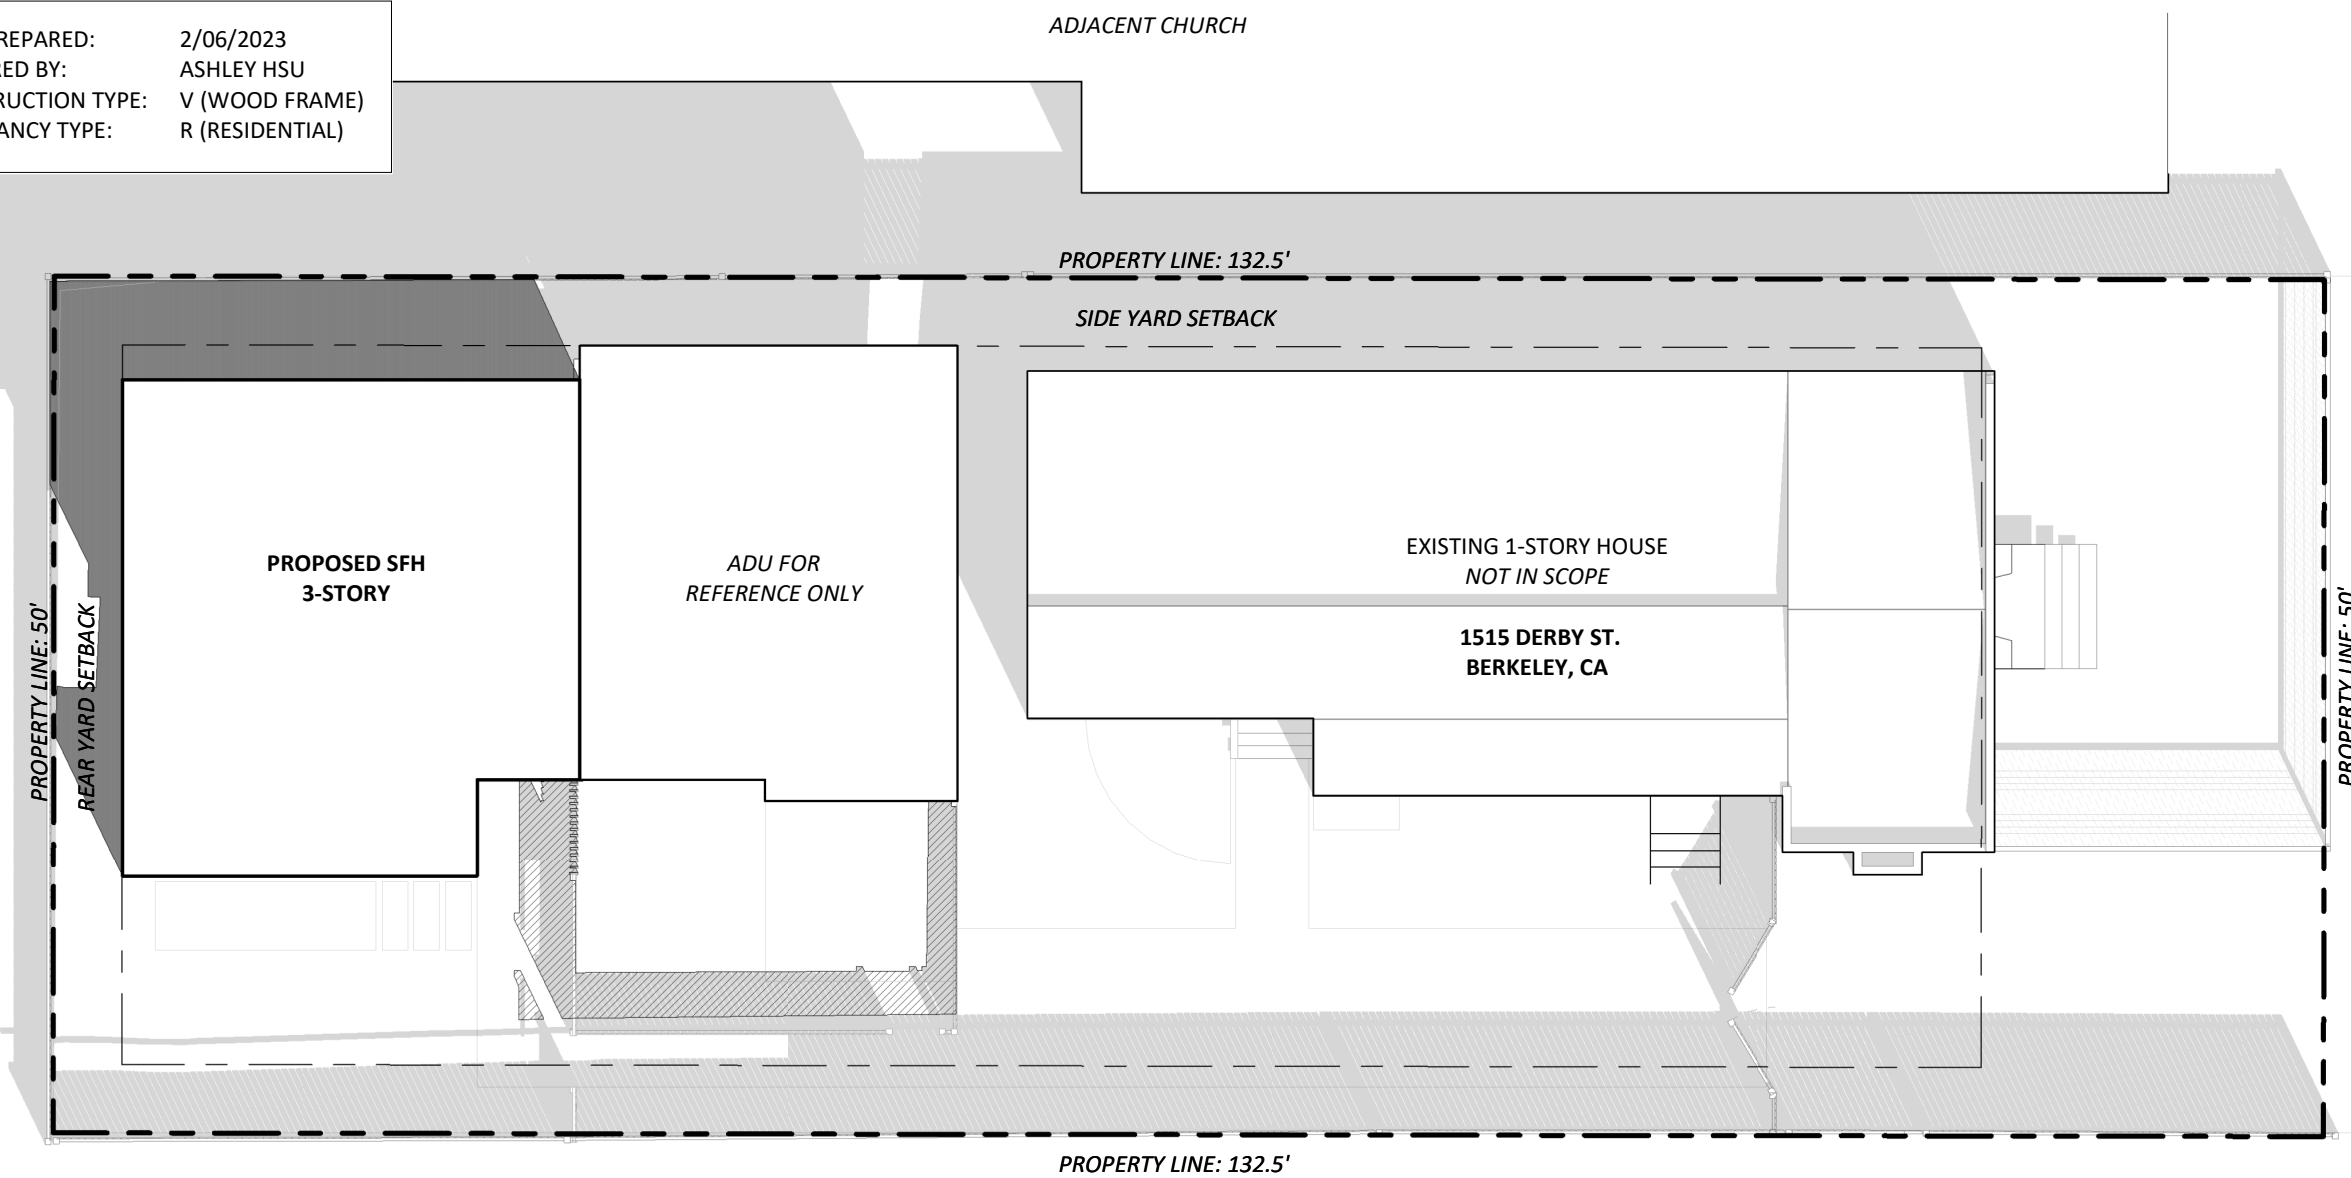 ADJACENT CHURCH
REPARED: 2/06/2023
RED BY: ASHLEY HSU
RUCTION TYPE: V (WOOD FRAME)
ANCY TYPE: R (RESIDENTIAL)
PROPERTY LINE: 132.5'
SIDE YARD SETBACK
PROPOSED SFH
3-STORY
ADU FOR
REFERENCE ONLY
EXISTING 1-STORY HOUSE
NOT IN SCOPE
1515 DERBY ST.
BERKELEY, CA
PROPERTY LINE: 50'
REAR YARD SETBACK
PROPERTY LINE: 50'
PROPERTY LINE: 132.5'